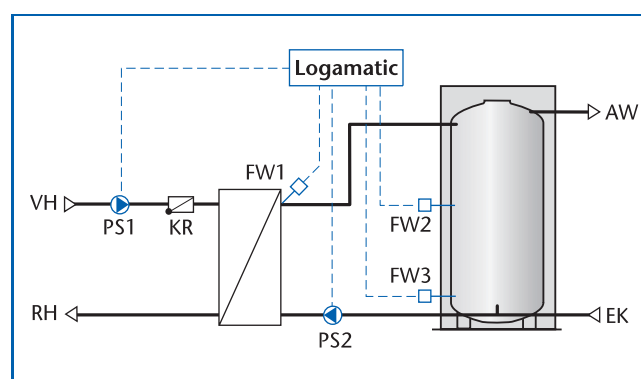 Logamatic
AW
FW1
VH
PS1
KR
FW2
FW3
RH
PS2
EK